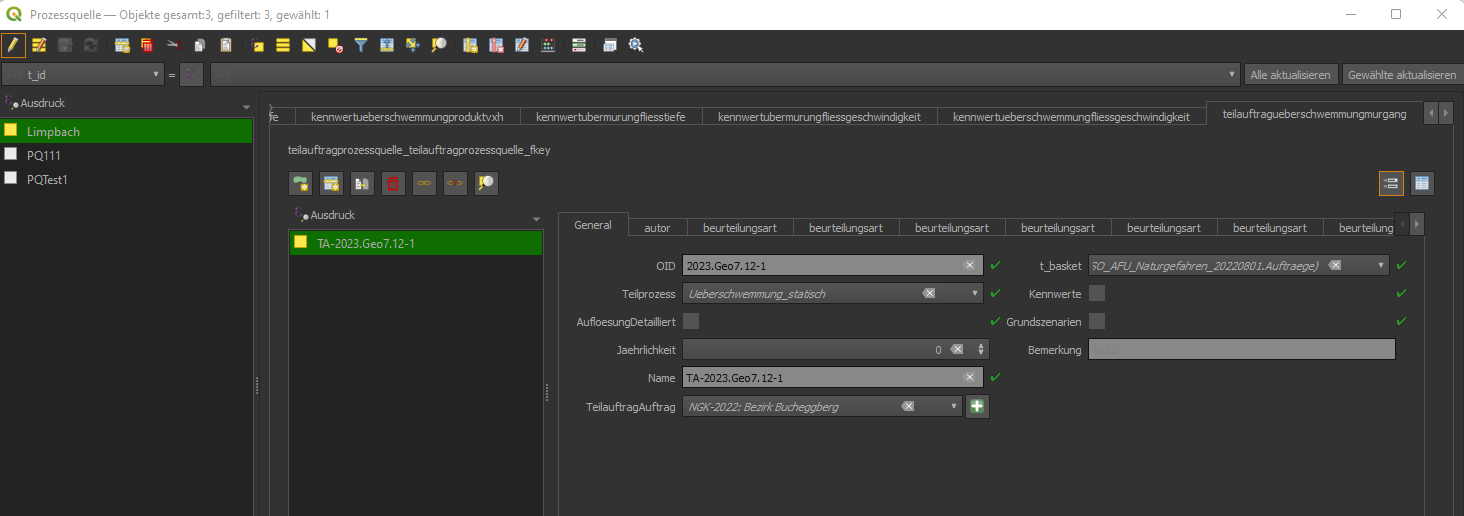 Prozessquelle — Objekte gesamt:3, gefiltert: 3, gewählt: 1
t_id = Alle aktualisieren Gewählte aktualisieren
Ausdruck
Limpbach
PQ111
PQTest1
fe kennwertueberschwemmungproduktvxh kennwertubermurungfliesstiefe kennwertubermurungfliessgeschwindigkeit kennwertueberschwemmungfliessgeschwindigkeit teilauftragueberschwemmungmurgang
teilauftragprozessquelle_teilauftragprozessquelle_fkey
Ausdruck
TA-2023.Geo7.12-1
General autor beurteilungsart beurteilungsart beurteilungsart beurteilungsart beurteilungsart beurteilungsart beurteilung
OID 2023.Geo7.12-1 t_basket SO_AFU_Naturgefahren_20220801.Auftraege)
Teilprozess Ueberschwemmung_statisch Kennwerte
AufloesungDetailliert Grundszenarien
Jaehrlichkeit 0 Bemerkung
Name TA-2023.Geo7.12-1
TeilauftragAuftrag NGK-2022: Bezirk Bucheggberg